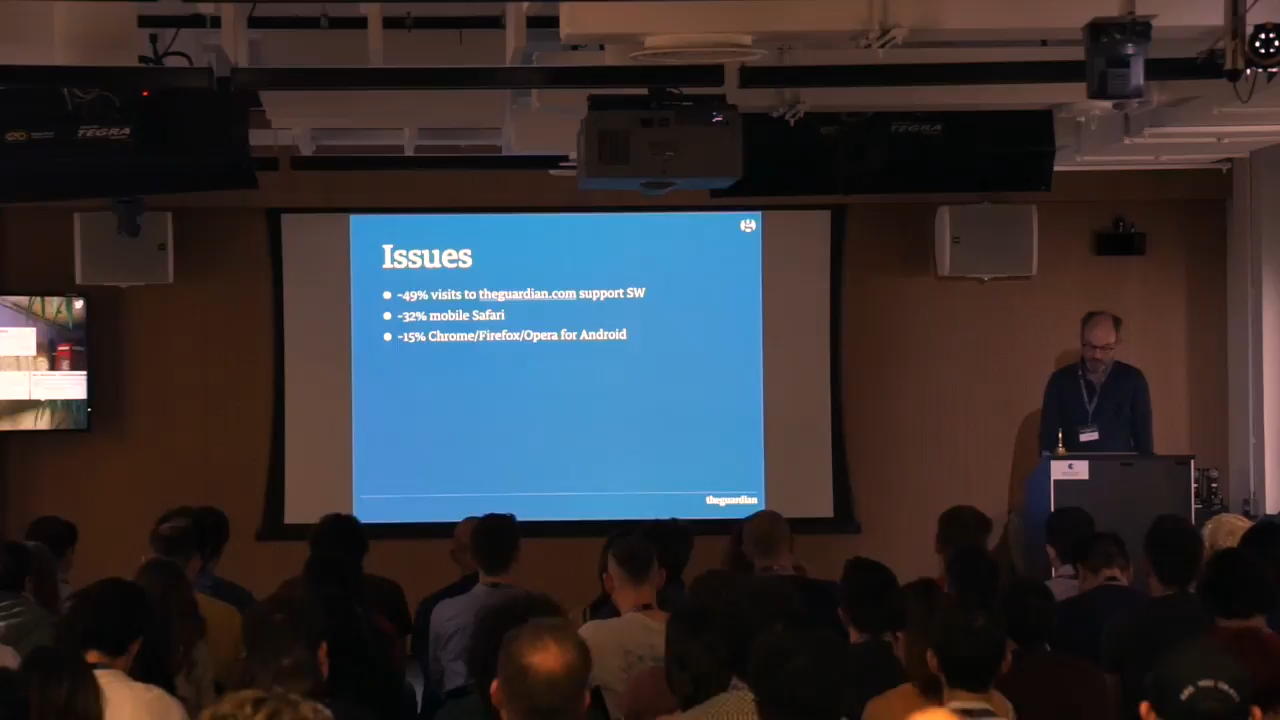 TEGRA
TEGRA
Issues
~49% visits to theguardian.com support SW
~32% mobile Safari
~15% Chrome/Firefox/Opera for Android
theguardian